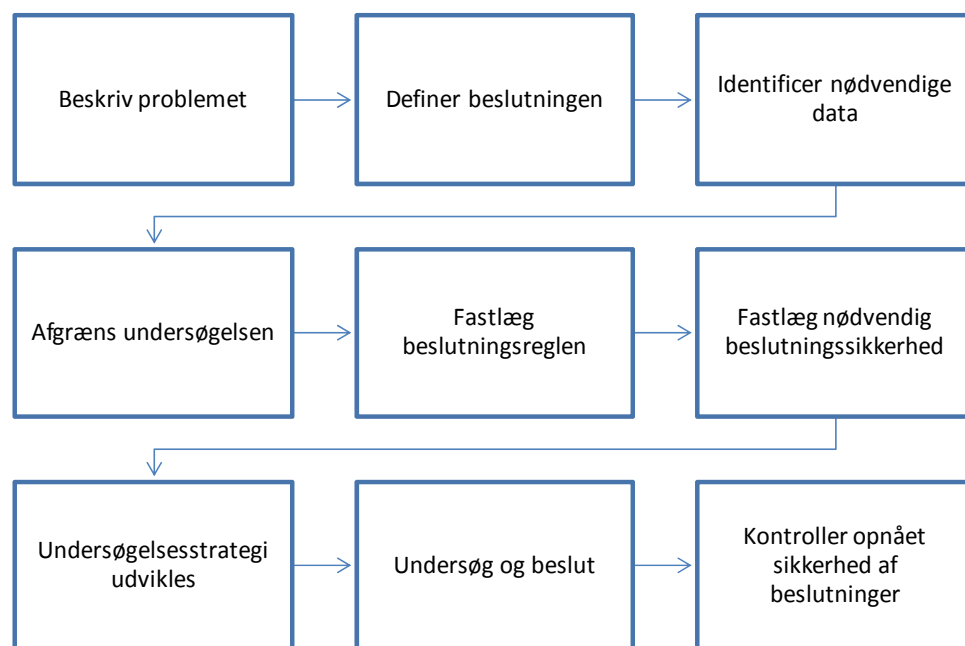 Beskriv problemet
Definer beslutningen
Identificer nødvendige
data
Afgræns undersøgelsen
Fastlæg
beslutningsreglen
Fastlæg nødvendig
beslutningssikkerhed
Undersøgelsesstrategi
udvikles
Undersøg og beslut
Kontroller opnået
sikkerhed af
beslutninger